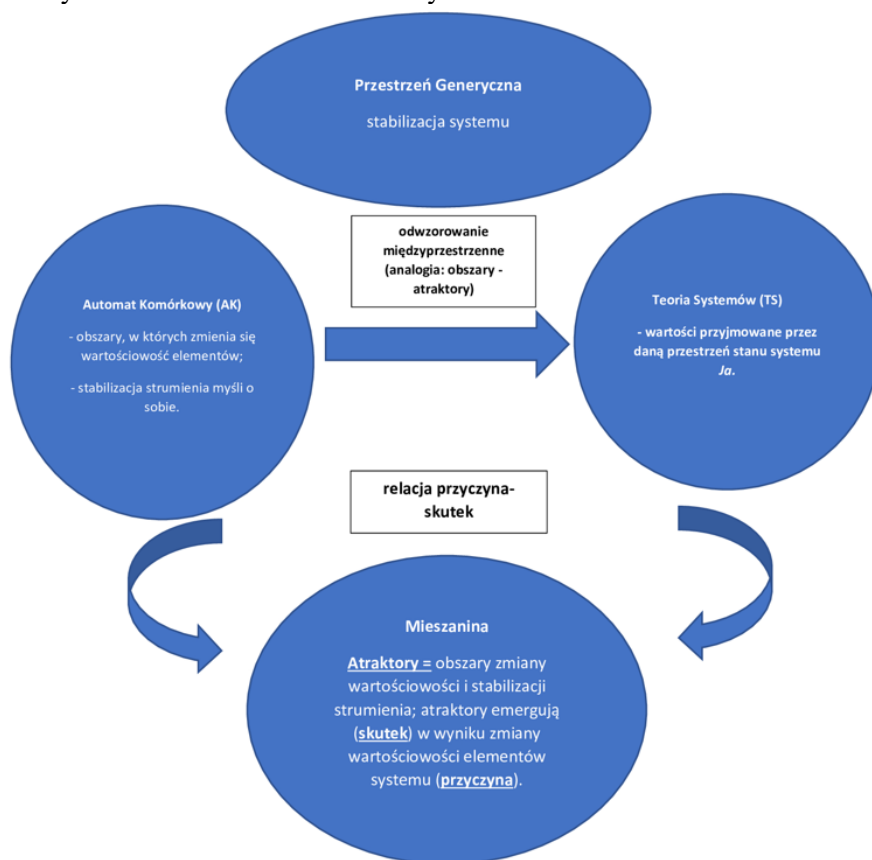 Przestrzeń Generyczna
stabilizacja systemu
odwzorowanie
międzyprzestrzenne
(analogia: obszary -
atraktory)
Automat Komórkowy (AK)
- obszary, w których zmienia się
wartościowość elementów;
- stabilizacja strumienia myśli o
sobie.
Teoria Systemów (TS)
- wartości przyjmowane przez
daną przestrzeń stanu systemu
Ja.
relacja przyczyna-
skutek
Mieszanina
Atraktory = obszary zmiany
wartościowości i stabilizacji
strumienia; atraktory emergują
(skutek) w wyniku zmiany
wartościowości elementów
systemu (przyczyna).